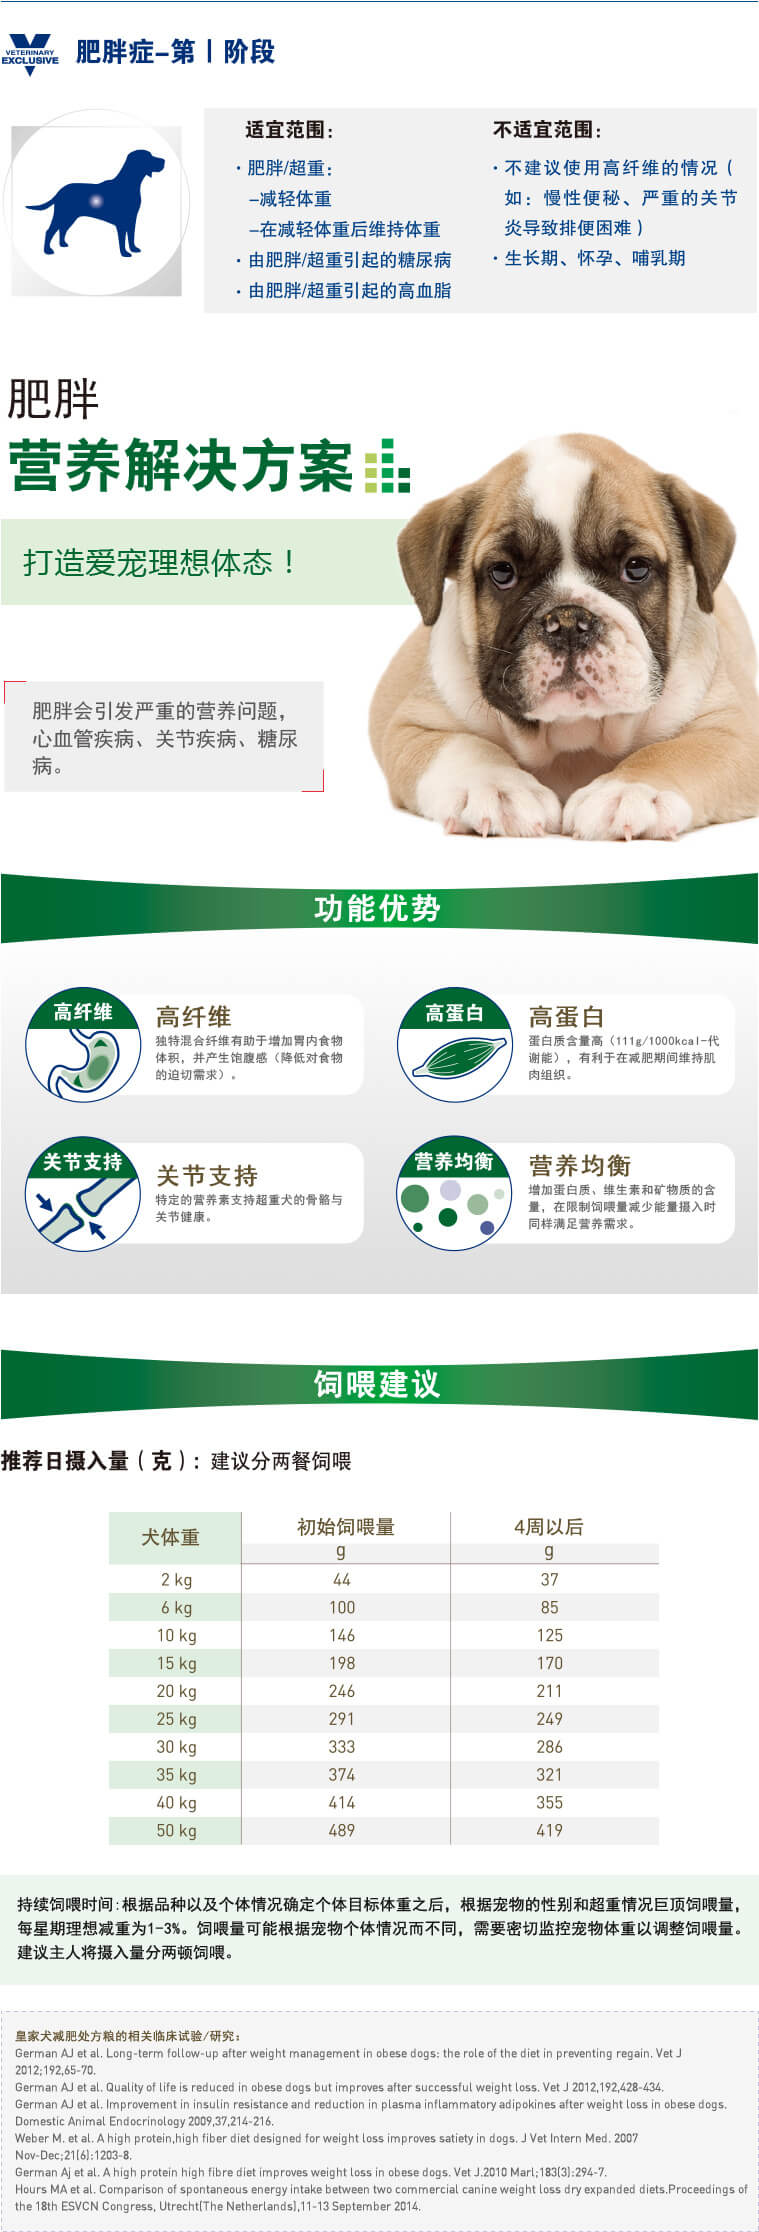 VETERINARY
EXCLUSIVE
肥胖症-第Ⅰ阶段
适宜范围：
·肥胖/超重：
-减轻体重
-在减轻体重后维持体重
·由肥胖/超重引起的糖尿病
·由肥胖/超重引起的高血脂
不适宜范围：
·不建议使用高纤维的情况（
如：慢性便秘、严重的关节
炎导致排便困难）
·生长期、怀孕、哺乳期
肥胖
营养解决方案
打造爱宠理想体态！
肥胖会引发严重的营养问题，
心血管疾病、关节疾病、糖尿
病。
功能优势
高纤维
高纤维
独特混合纤维有助于增加胃内食物
体积，并产生饱腹感（降低对食物
的迫切需求）。
高蛋白
高蛋白
蛋白质含量高（111g/1000kcal-代
谢能），有利于在减肥期间维持肌
肉组织。
关节支持
关节支持
特定的营养素支持超重犬的骨骼与
关节健康。
营养均衡
营养均衡
增加蛋白质、维生素和矿物质的含
量，在限制饲喂量减少能量摄入时
同样满足营养需求。
饲喂建议
推荐日摄入量（克）：建议分两餐饲喂
犬体重 初始饲喂量 4周以后
g g
2 kg 44 37
6 kg 100 85
10 kg 146 125
15 kg 198 170
20 kg 246 211
25 kg 291 249
30 kg 333 286
35 kg 374 321
40 kg 414 355
50 kg 489 419
持续饲喂时间:根据品种以及个体情况确定个体目标体重之后，根据宠物的性别和超重情况巨顶饲喂量，
每星期理想减重为1-3%。饲喂量可能根据宠物个体情况而不同，需要密切监控宠物体重以调整饲喂量。
建议主人将摄入量分两顿饲喂。
皇家犬减肥处方粮的相关临床试验/研究：
German AJ et al. Long-term follow-up after weight management in obese dogs: the role of the diet in preventing regain. Vet J
2012;192,65-70.
German AJ et al. Quality of life is reduced in obese dogs but improves after successful weight loss. Vet J 2012,192,428-434.
German AJ et al. Improvement in insulin resistance and reduction in plasma inflammatory adipokines after weight loss in obese dogs.
Domestic Animal Endocrinology 2009,37,214-216.
Weber M. et al. A high protein,high fiber diet designed for weight loss improves satiety in dogs. J Vet Intern Med. 2007
Nov-Dec;21(6):1203-8.
German Aj et al. A high protein high fibre diet improves weight loss in obese dogs. Vet J.2010 Marl;183(3):294-7.
Hours MA et al. Comparison of spontaneous energy intake between two commercial canine weight loss dry expanded diets.Proceedings of
the 18th ESVCN Congress, Utrecht(The Netherlands),11-13 September 2014.